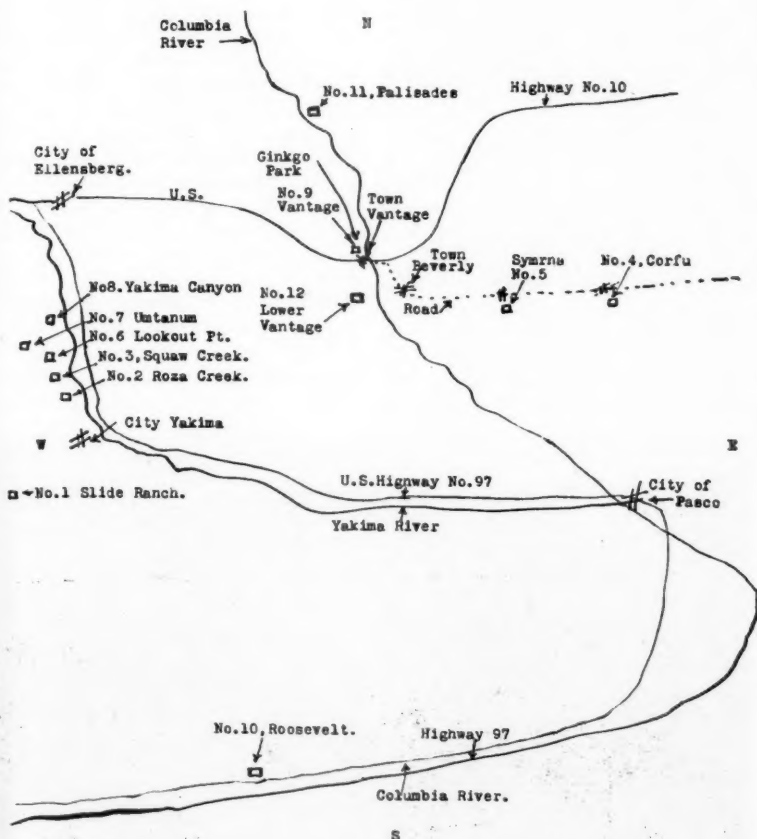 N
Columbia
River
No.11, Palisades
Highway No.10
City of
Ellensberg.
Ginkgo
Park
No.9
Vantage
U.S.
Town
Vantage
Town
Beverly
Symrna
No.5
No.4, Corfu
No.12
Lower
Vantage
Road
No8. Yakima Canyon
No.7 Umtanum
No.6 Lookout Pt.
No.3, Squaw Creek.
No.2 Roza Creek.
City Yakima
W
E
No.1 Slide Ranch.
U.S.Highway No.97
City of
Pasco
Yakima River
No.10, Roosevelt.
Highway 97
Columbia River.
S